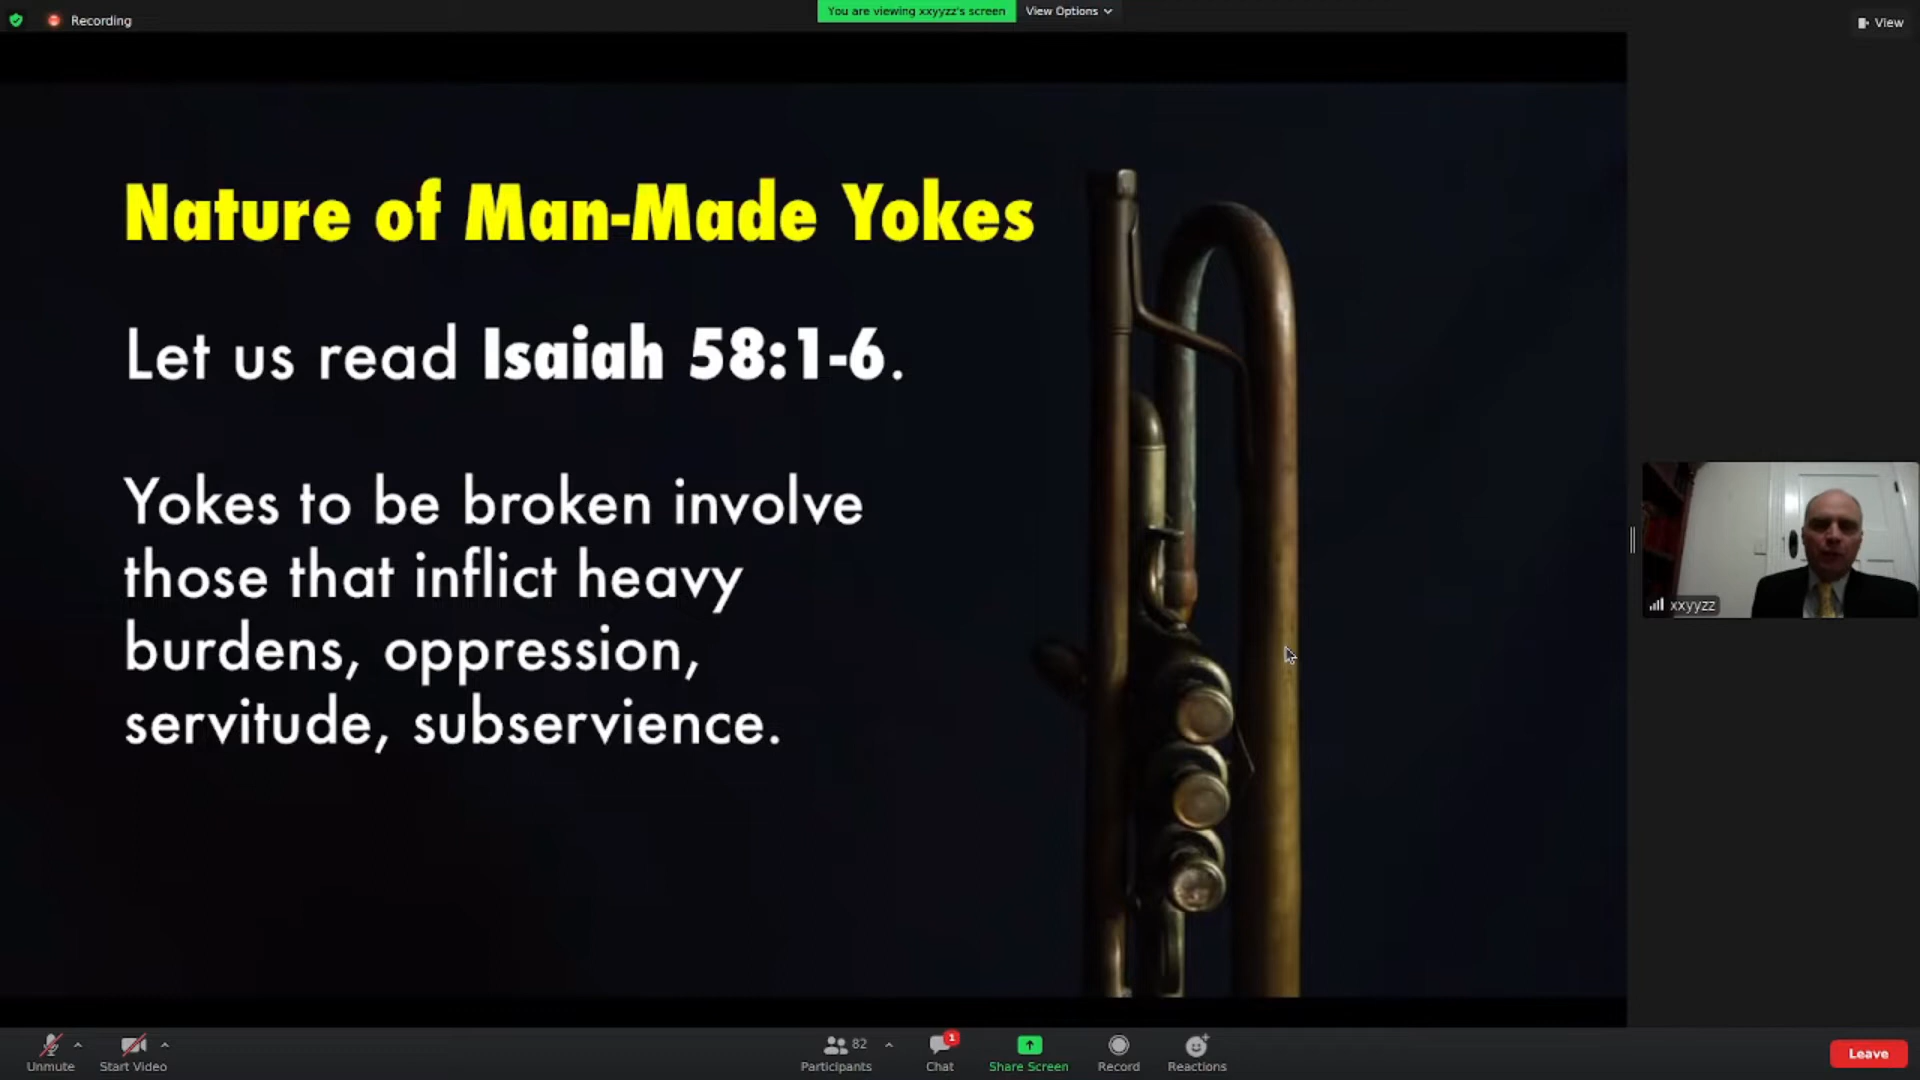 Recording
You are viewing xxyyzz's screen
View Options
View
Nature of Man-Made Yokes
Let us read Isaiah 58:1-6.
Yokes to be broken involve
those that inflict heavy
burdens, oppression,
servitude, subservience.
xxyyzz
Unmute
Start Video
82
Participants
1
Chat
Share Screen
Record
Reactions
Leave